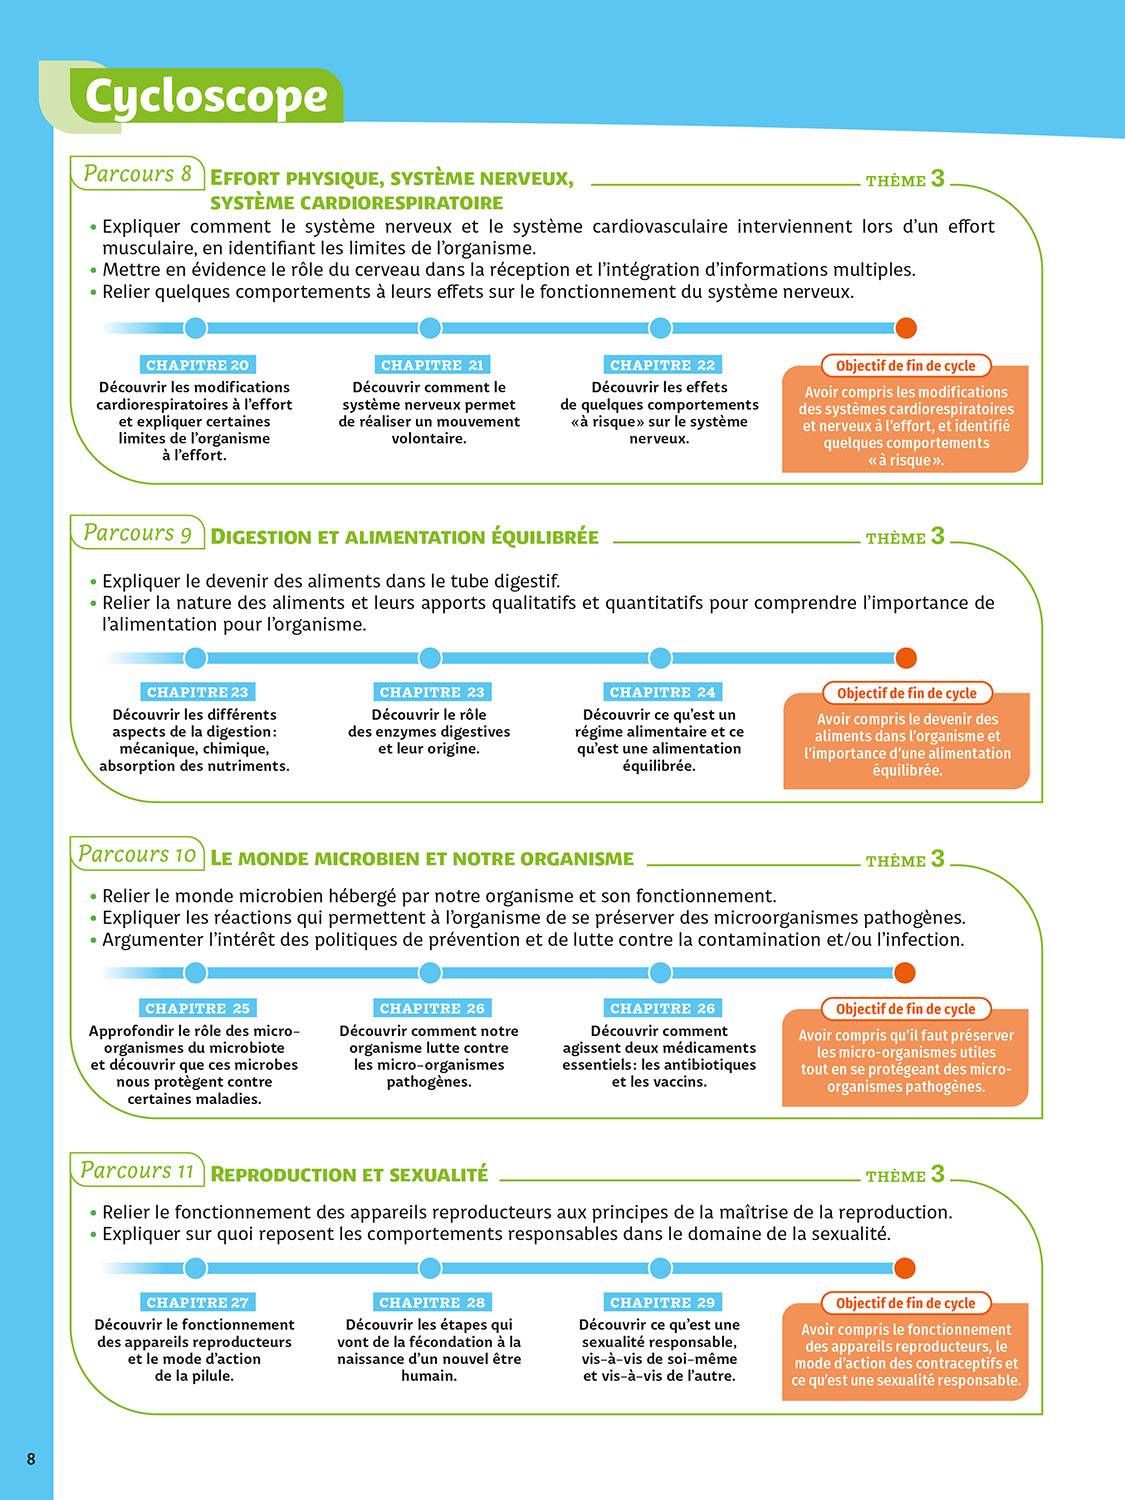 Cycloscope
Parcours 8
EFFORT PHYSIQUE, SYSTÈME NERVEUX,
SYSTÈME CARDIORESPIRATOIRE
THÈME 3
• Expliquer comment le système nerveux et le système cardiovasculaire interviennent lors d'un effort
musculaire, en identifiant les limites de l'organisme.
• Mettre en évidence le rôle du cerveau dans la réception et l'intégration d'informations multiples.
• Relier quelques comportements à leurs effets sur le fonctionnement du système nerveux.
CHAPITRE 20
Découvrir les modifications
cardiorespiratoires à l'effort
et expliquer certaines
limites de l'organisme
à l'effort.
CHAPITRE 21
Découvrir comment le
système nerveux permet
de réaliser un mouvement
volontaire.
CHAPITRE 22
Découvrir les effets
de quelques comportements
« à risque » sur le système
nerveux.
Objectif de fin de cycle
Avoir compris les modifications
des systèmes cardiorespiratoires
et nerveux à l'effort, et identifié
quelques comportements
« à risque ».
Parcours 9
DIGESTION ET ALIMENTATION ÉQUILIBRÉE
THÈME 3
• Expliquer le devenir des aliments dans le tube digestif.
• Relier la nature des aliments et leurs apports qualitatifs et quantitatifs pour comprendre l'importance de
l'alimentation pour l'organisme.
CHAPITRE 23
Découvrir les différents
aspects de la digestion :
mécanique, chimique,
absorption des nutriments.
CHAPITRE 23
Découvrir le rôle
des enzymes digestives
et leur origine.
CHAPITRE 24
Découvrir ce qu'est un
régime alimentaire et ce
qu'est une alimentation
équilibrée.
Objectif de fin de cycle
Avoir compris le devenir des
aliments dans l'organisme et
l'importance d'une alimentation
équilibrée.
Parcours 10
LE MONDE MICROBIEN ET NOTRE ORGANISME
THÈME 3
• Relier le monde microbien hébergé par notre organisme et son fonctionnement.
• Expliquer les réactions qui permettent à l'organisme de se préserver des microorganismes pathogènes.
• Argumenter l'intérêt des politiques de prévention et de lutte contre la contamination et/ou l'infection.
CHAPITRE 25
Approfondir le rôle des micro-
organismes du microbiote
et découvrir que ces microbes
nous protègent contre
certaines maladies.
CHAPITRE 26
Découvrir comment notre
organisme lutte contre
les micro-organismes
pathogènes.
CHAPITRE 26
Découvrir comment
agissent deux médicaments
essentiels : les antibiotiques
et les vaccins.
Objectif de fin de cycle
Avoir compris qu'il faut préserver
les micro-organismes utiles
tout en se protégeant des micro-
organismes pathogènes.
Parcours 11
REPRODUCTION ET SEXUALITÉ
THÈME 3
• Relier le fonctionnement des appareils reproducteurs aux principes de la maîtrise de la reproduction.
• Expliquer sur quoi reposent les comportements responsables dans le domaine de la sexualité.
CHAPITRE 27
Découvrir le fonctionnement
des appareils reproducteurs
et le mode d'action
de la pilule.
CHAPITRE 28
Découvrir les étapes qui
vont de la fécondation à la
naissance d'un nouvel être
humain.
CHAPITRE 29
Découvrir ce qu'est une
sexualité responsable,
vis-à-vis de soi-même
et vis-à-vis de l'autre.
Objectif de fin de cycle
Avoir compris le fonctionnement
des appareils reproducteurs, le
mode d'action des contraceptifs et
ce qu'est une sexualité responsable.
8